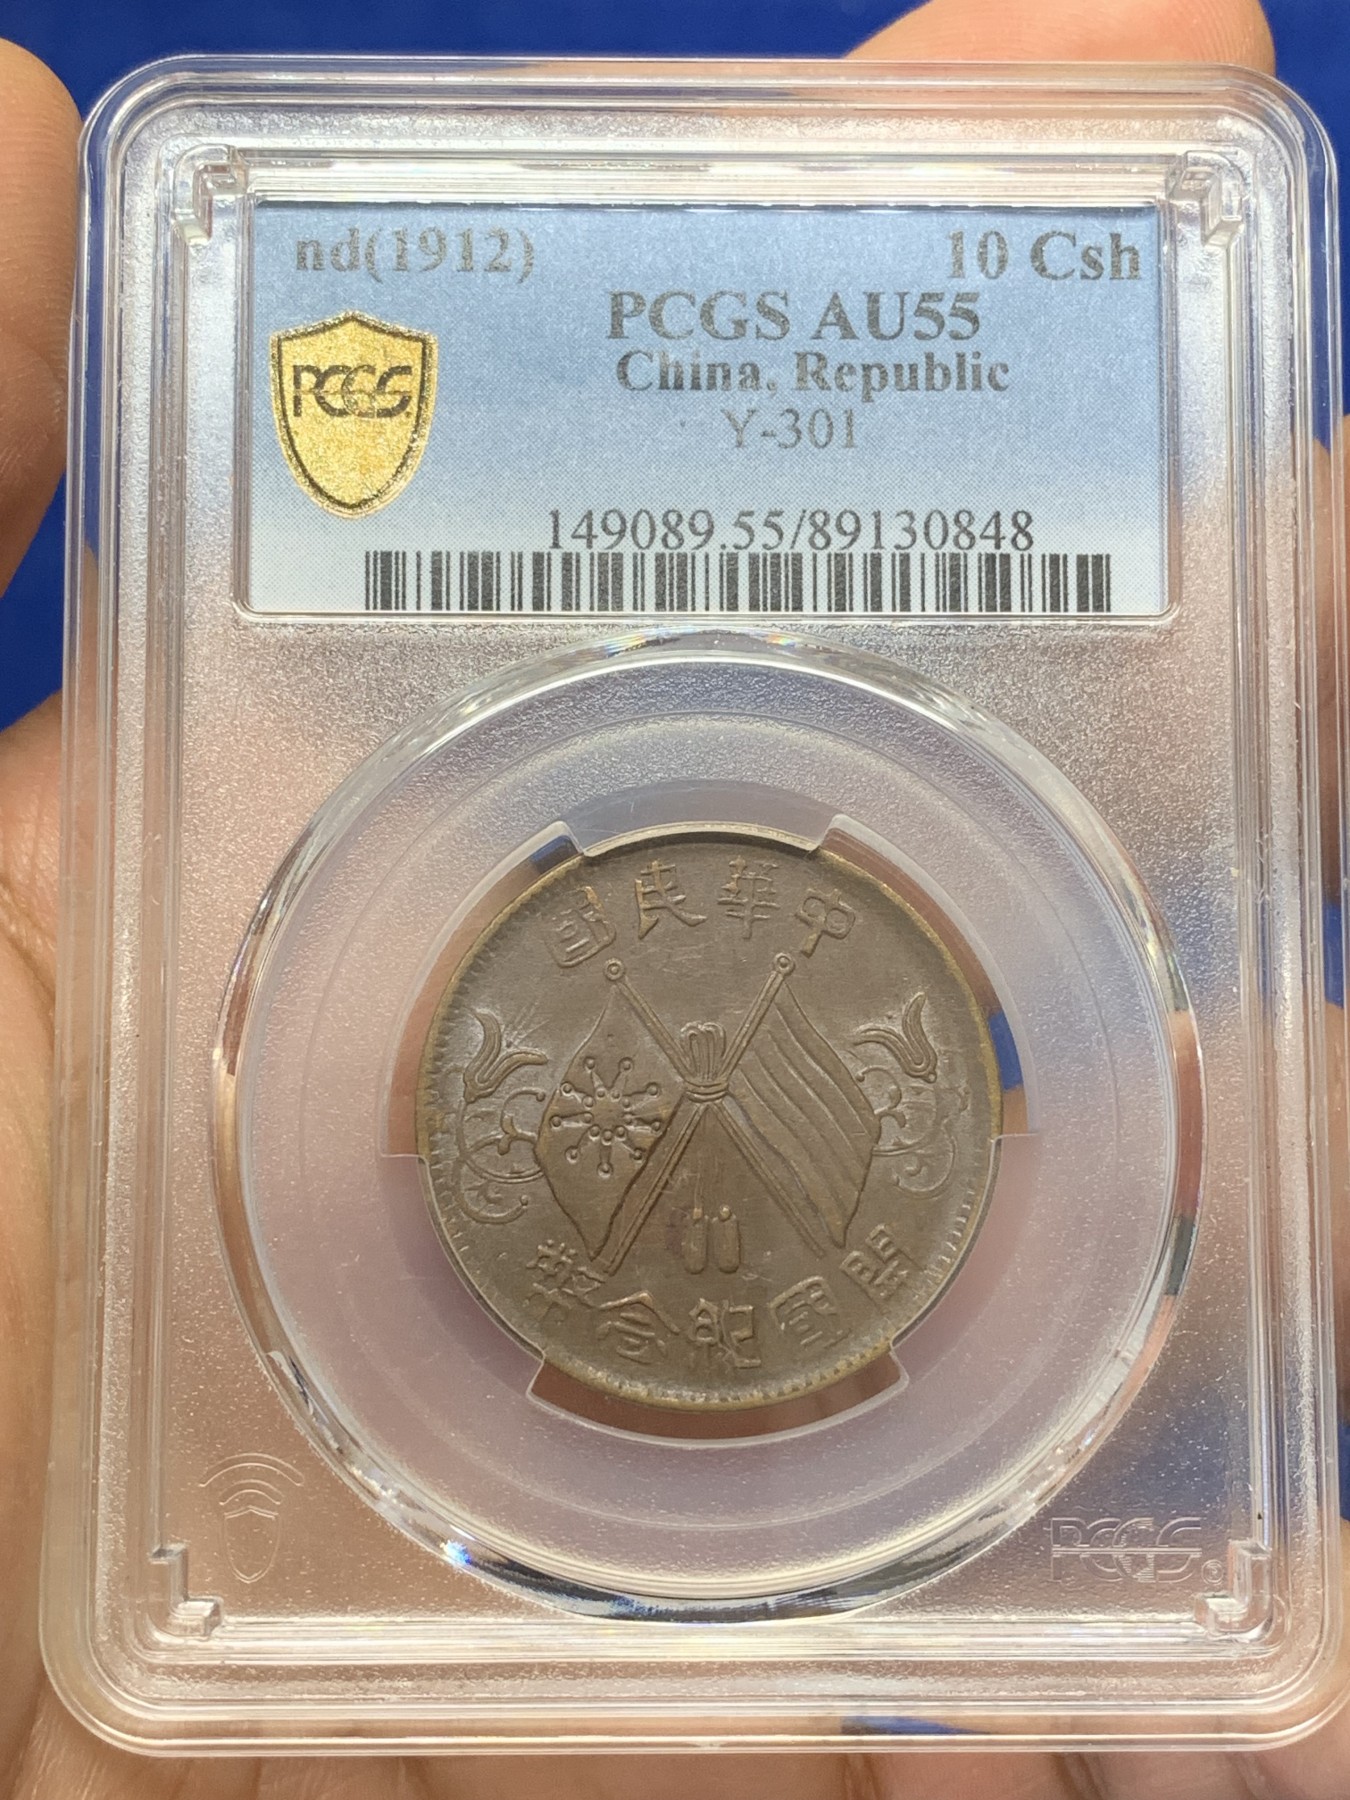 nd(1912) 10 Csh
PCGS AU55
China, Republic
Y-301
PCGS
149089.55/89130848
國民華中
幣念紀國開
PCGS